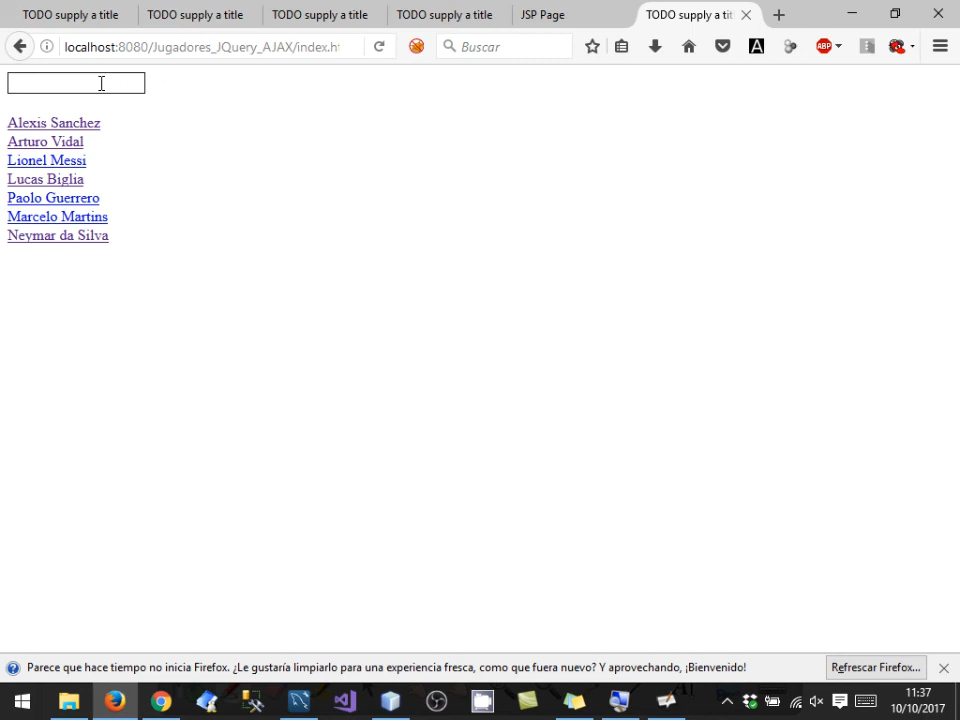 TODO supply a title
TODO supply a title
TODO supply a title
TODO supply a title
JSP Page
TODO supply a titl
localhost:8080/Jugadores_JQuery_AJAX/index.ht
Buscar
A
ABP
Alexis Sanchez
Arturo Vidal
Lionel Messi
Lucas Biglia
Paolo Guerrero
Marcelo Martins
Neymar da Silva
Parece que hace tiempo no inicia Firefox. ¿Le gustaría limpiarlo para una experiencia fresca, como que fuera nuevo? Y aprovechando, ¡Bienvenido!
Refrescar Firefox...
11:37
10/10/2017